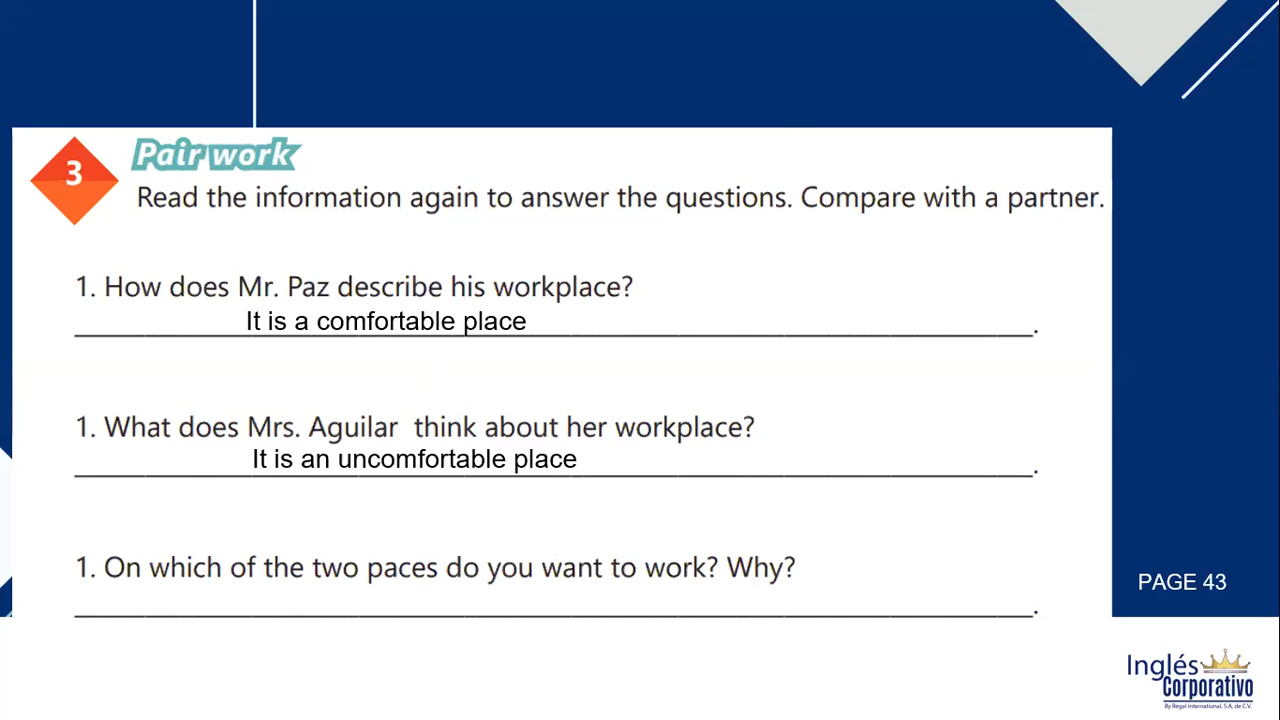 3
Pair work
Read the information again to answer the questions. Compare with a partner.
1. How does Mr. Paz describe his workplace?
It is a comfortable place
.
1. What does Mrs. Aguilar think about her workplace?
It is an uncomfortable place
.
1. On which of the two paces do you want to work? Why?
.
PAGE 43
Inglés
Corporativo
By Regal International, S.A. de C.V.